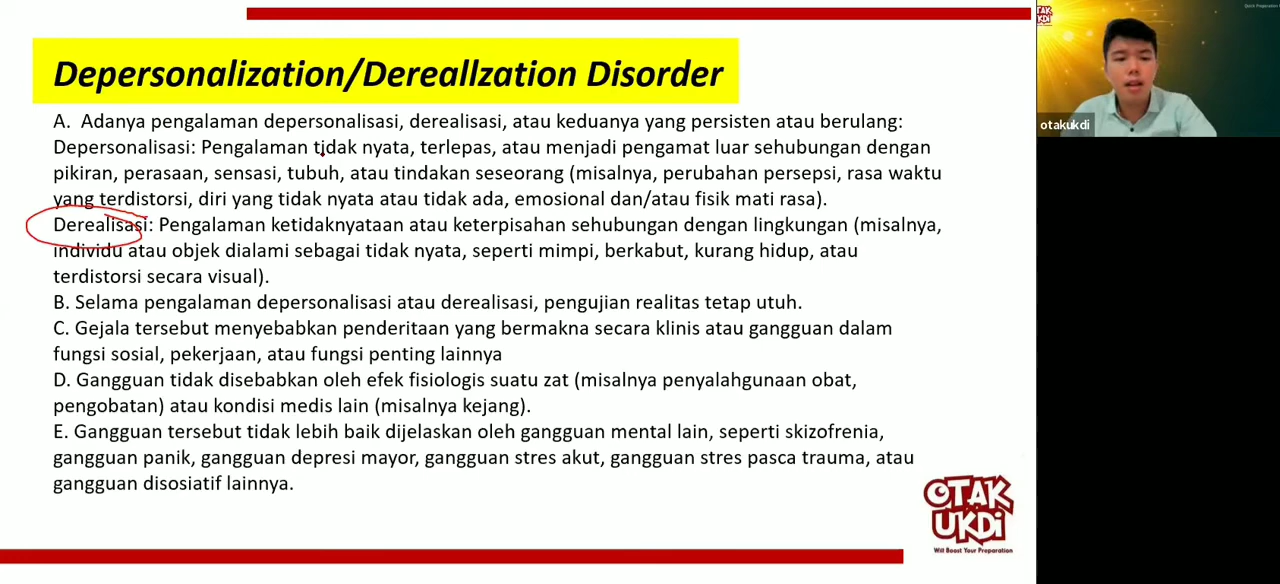 Depersonalization/Dereallzation Disorder
A. Adanya pengalaman depersonalisasi, derealisasi, atau keduanya yang persisten atau berulang:
Depersonalisasi: Pengalaman tidak nyata, terlepas, atau menjadi pengamat luar sehubungan dengan
pikiran, perasaan, sensasi, tubuh, atau tindakan seseorang (misalnya, perubahan persepsi, rasa waktu
yang terdistorsi, diri yang tidak nyata atau tidak ada, emosional dan/atau fisik mati rasa).
Derealisasi: Pengalaman ketidaknyataan atau keterpisahan sehubungan dengan lingkungan (misalnya,
individu atau objek dialami sebagai tidak nyata, seperti mimpi, berkabut, kurang hidup, atau
terdistorsi secara visual).
B. Selama pengalaman depersonalisasi atau derealisasi, pengujian realitas tetap utuh.
C. Gejala tersebut menyebabkan penderitaan yang bermakna secara klinis atau gangguan dalam
fungsi sosial, pekerjaan, atau fungsi penting lainnya
D. Gangguan tidak disebabkan oleh efek fisiologis suatu zat (misalnya penyalahgunaan obat,
pengobatan) atau kondisi medis lain (misalnya kejang).
E. Gangguan tersebut tidak lebih baik dijelaskan oleh gangguan mental lain, seperti skizofrenia,
gangguan panik, gangguan depresi mayor, gangguan stres akut, gangguan stres pasca trauma, atau
gangguan disosiatif lainnya.
OTAK
UKDi
Will Boost Your Preparation
OTAK
UKDI
otakukdi